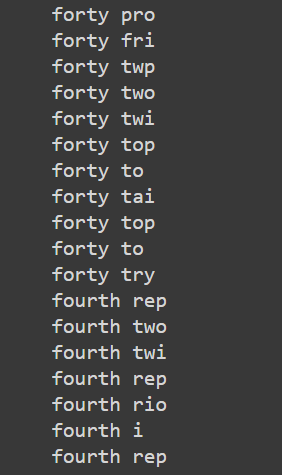 forty pro
forty fri
forty twp
forty two
forty twi
forty top
forty to
forty tai
forty top
forty to
forty try
fourth rep
fourth two
fourth twi
fourth rep
fourth rio
fourth i
fourth rep